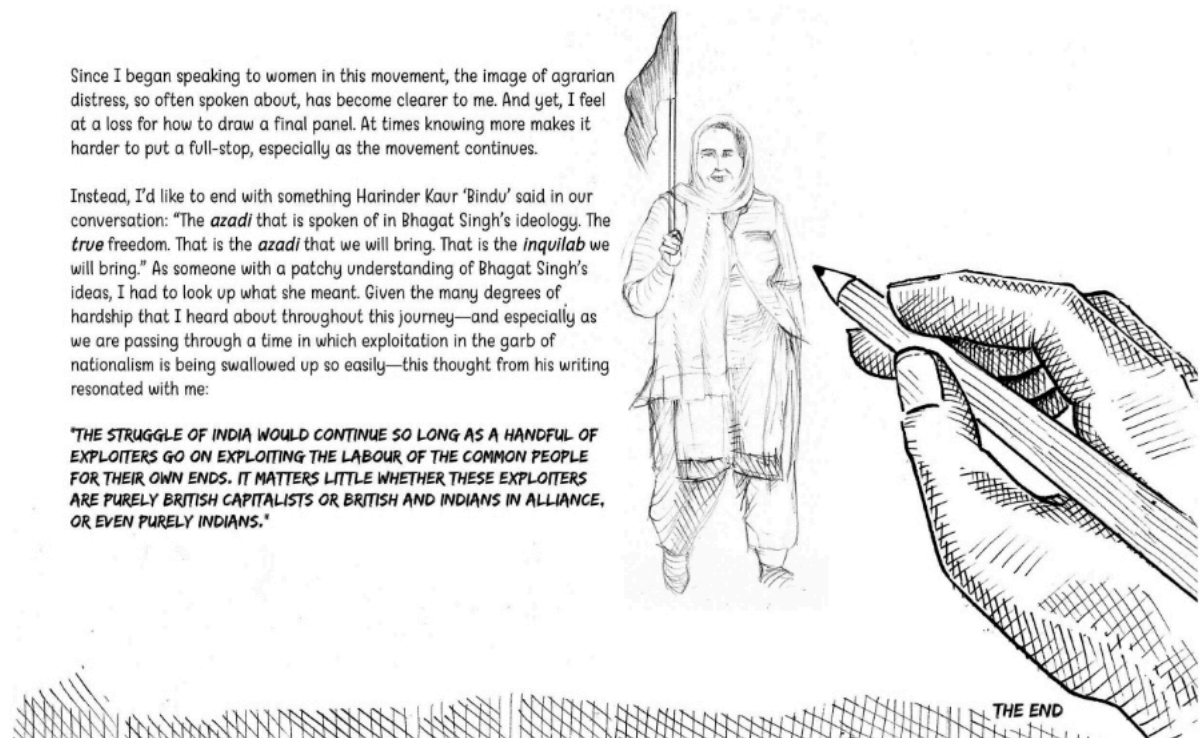 Since I began speaking to women in this movement, the image of agrarian
distress, so often spoken about, has become clearer to me. And yet, I feel
at a loss for how to draw a final panel. At times knowing more makes it
harder to put a full-stop, especially as the movement continues.
Instead, I'd like to end with something Harinder Kaur 'Bindu' said in our
conversation: "The azadi that is spoken of in Bhagat Singh's ideology. The
true freedom. That is the azadi that we will bring. That is the inquilab we
will bring." As someone with a patchy understanding of Bhagat Singh's
ideas, I had to look up what she meant. Given the many degrees of
hardship that I heard about throughout this journey—and especially as
we are passing through a time in which exploitation in the garb of
nationalism is being swallowed up so easily—this thought from his writing
resonated with me:
"THE STRUGGLE OF INDIA WOULD CONTINUE SO LONG AS A HANDFUL OF
EXPLOITERS GO ON EXPLOITING THE LABOUR OF THE COMMON PEOPLE
FOR THEIR OWN ENDS. IT MATTERS LITTLE WHETHER THESE EXPLOITERS
ARE PURELY BRITISH CAPITALISTS OR BRITISH AND INDIANS IN ALLIANCE,
OR EVEN PURELY INDIANS."
THE END